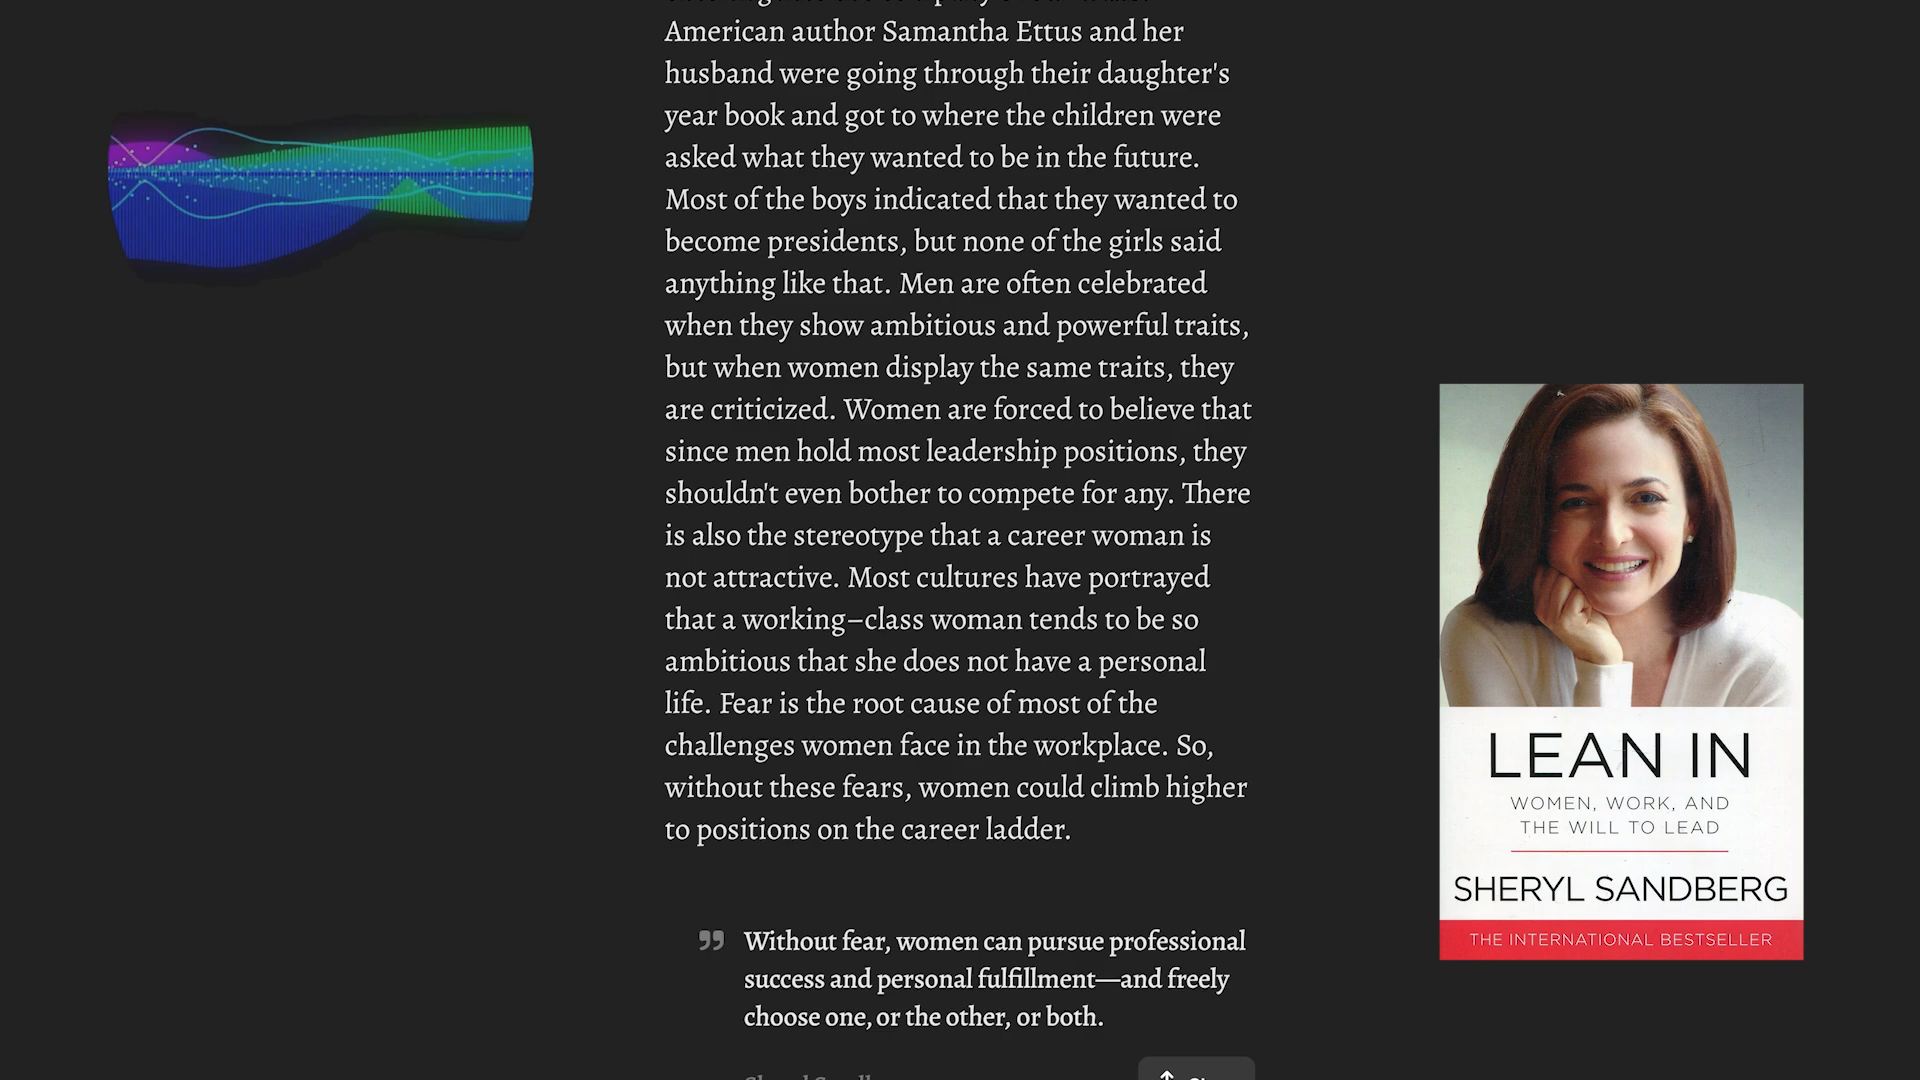 American author Samantha Ettus and her
husband were going through their daughter's
year book and got to where the children were
asked what they wanted to be in the future.
Most of the boys indicated that they wanted to
become presidents, but none of the girls said
anything like that. Men are often celebrated
when they show ambitious and powerful traits,
but when women display the same traits, they
are criticized. Women are forced to believe that
since men hold most leadership positions, they
shouldn't even bother to compete for any. There
is also the stereotype that a career woman is
not attractive. Most cultures have portrayed
that a working–class woman tends to be so
ambitious that she does not have a personal
life. Fear is the root cause of most of the
challenges women face in the workplace. So,
without these fears, women could climb higher
to positions on the career ladder.
” Without fear, women can pursue professional
success and personal fulfillment—and freely
choose one, or the other, or both.
LEAN IN
WOMEN, WORK, AND
THE WILL TO LEAD
SHERYL SANDBERG
THE INTERNATIONAL BESTSELLER